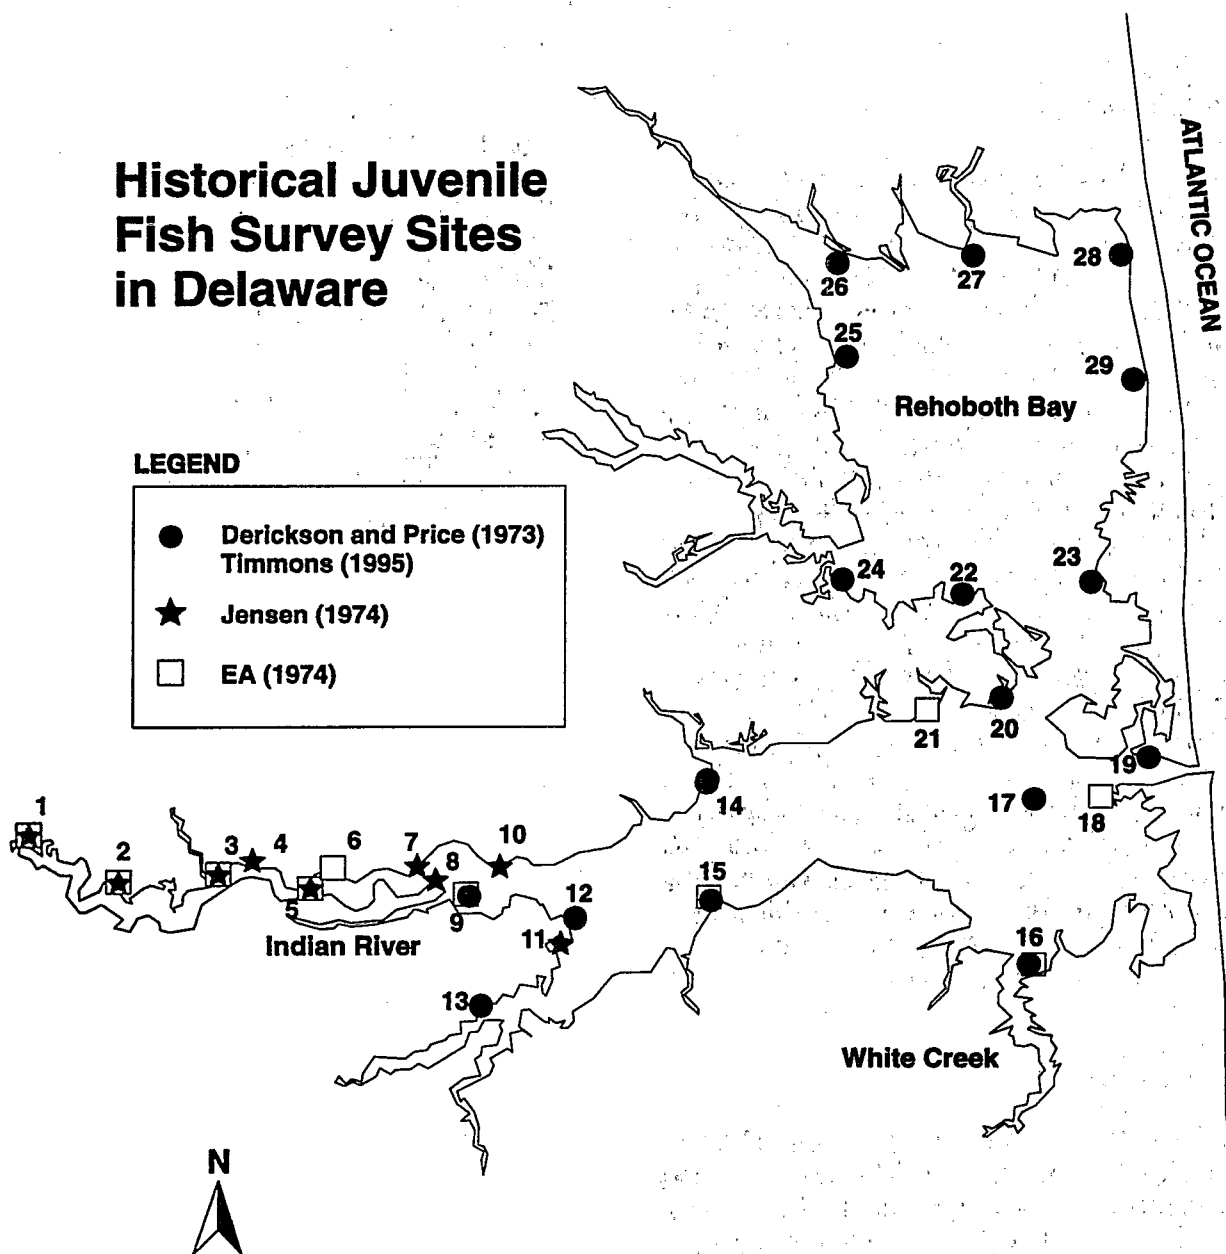 Historical Juvenile
Fish Survey Sites
in Delaware
ATLANTIC OCEAN
26
27
28
25
29
Rehoboth Bay
LEGEND
Derickson and Price (1973)
Timmons (1995)
Jensen (1974)
EA (1974)
24
22
23
21
20
19
14
17
18
1
2
3
4
6
7
8
10
5
9
12
15
11
Indian River
16
13
White Creek
N